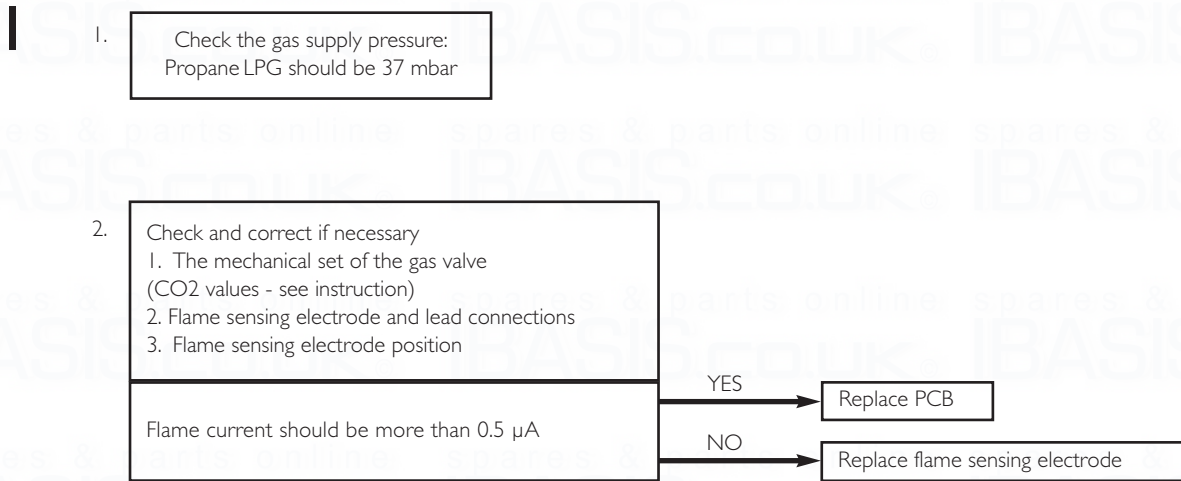 I
1.
Check the gas supply pressure:
Propane LPG should be 37 mbar
2.
Check and correct if necessary
1. The mechanical set of the gas valve
(CO2 values - see instruction)
2. Flame sensing electrode and lead connections
3. Flame sensing electrode position
Flame current should be more than 0.5 µA
YES
Replace PCB
NO
Replace flame sensing electrode
spares & parts online
IBASIS.co.uk